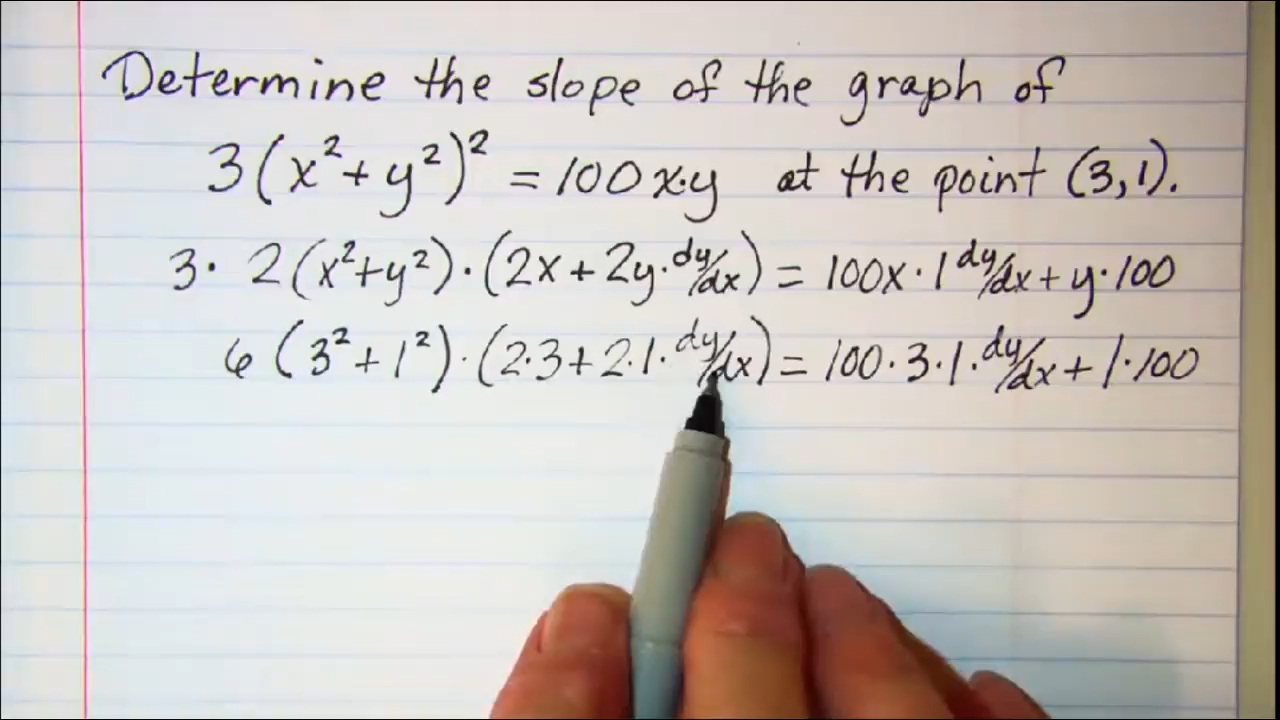 Determine the slope of the graph of
3(x²+y²)² = 100x·y at the point (3,1).
3· 2(x²+y²)·(2x+2y·dy/dx) = 100x·1 dy/dx + y·100
6(3²+1²)·(2·3+2·1·dy/dx) = 100·3·1·dy/dx + 1·100